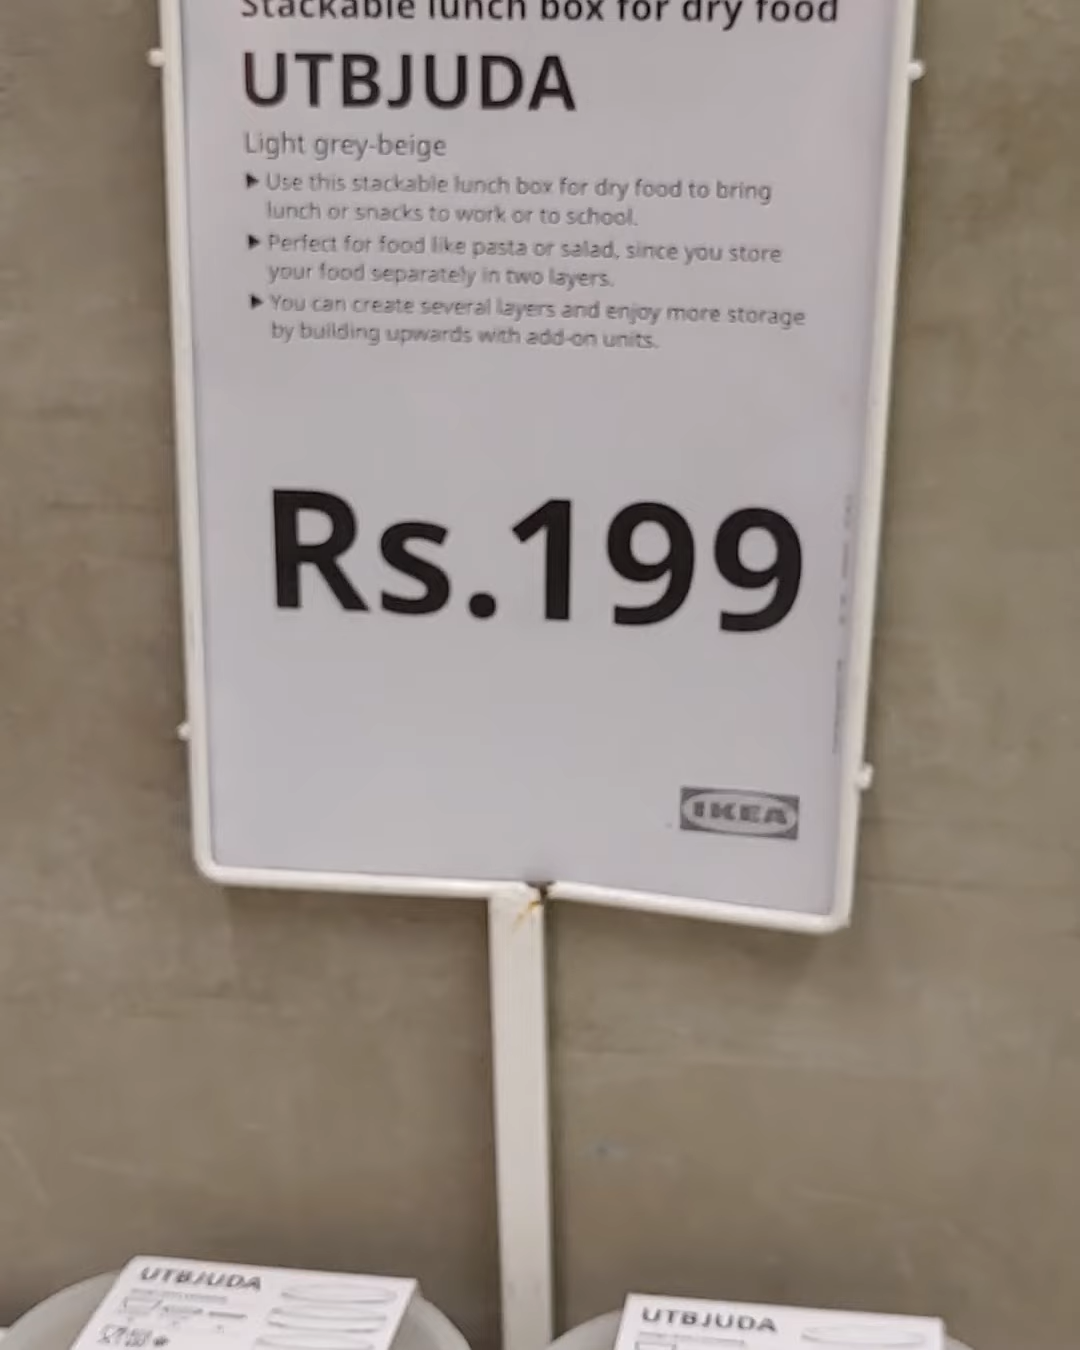 Stackable lunch box for dry food
UTBJUDA
Light grey-beige
▶ Use this stackable lunch box for dry food to bring
lunch or snacks to work or to school.
▶ Perfect for food like pasta or salad, since you store
your food separately in two layers.
▶ You can create several layers and enjoy more storage
by building upwards with add-on units.
Rs.199
IKEA
UTBJUDA
UTBJUDA